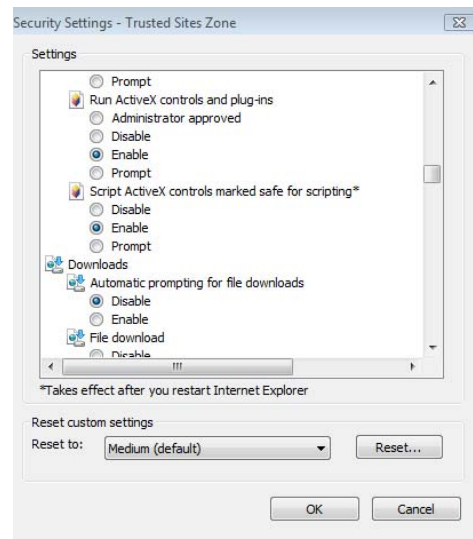 Security Settings - Trusted Sites Zone
Settings
Prompt
Run ActiveX controls and plug-ins
Administrator approved
Disable
Enable
Prompt
Script ActiveX controls marked safe for scripting*
Disable
Enable
Prompt
Downloads
Automatic prompting for file downloads
Disable
Enable
File download
Disable
*Takes effect after you restart Internet Explorer
Reset custom settings
Reset to: Medium (default) Reset...
OK Cancel